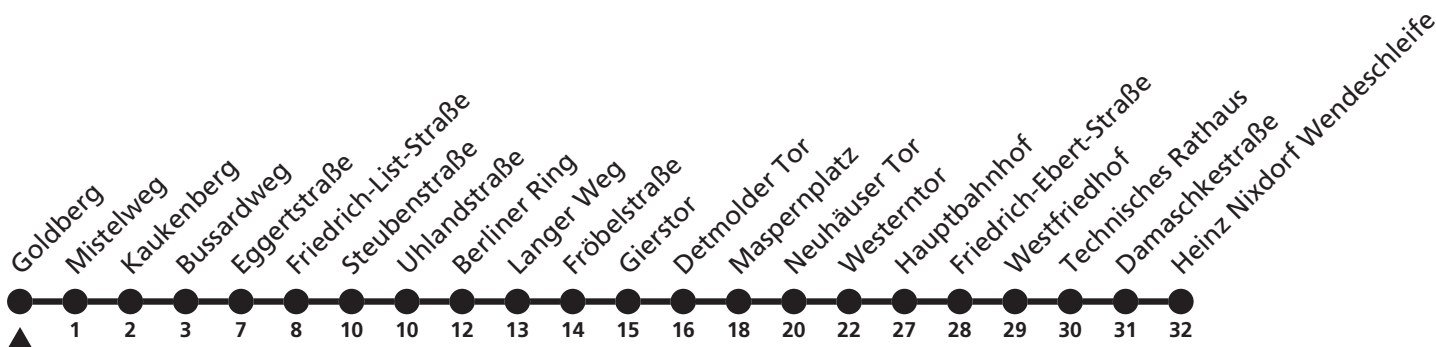 Goldberg
Mistelweg
Kaukenberg
Bussardweg
Eggertstraße
Friedrich-List-Straße
Steubenstraße
Uhlandstraße
Berliner Ring
Langer Weg
Fröbelstraße
Gierstor
Detmolder Tor
Maspernplatz
Neuhäuser Tor
Westerntor
Hauptbahnhof
Friedrich-Ebert-Straße
Westfriedhof
Technisches Rathaus
Damaschkestraße
Heinz Nixdorf Wendeschleife
1 2 3 7 8 10 10 12 13 14 15 16 18 20 22 27 28 29 30 31 32